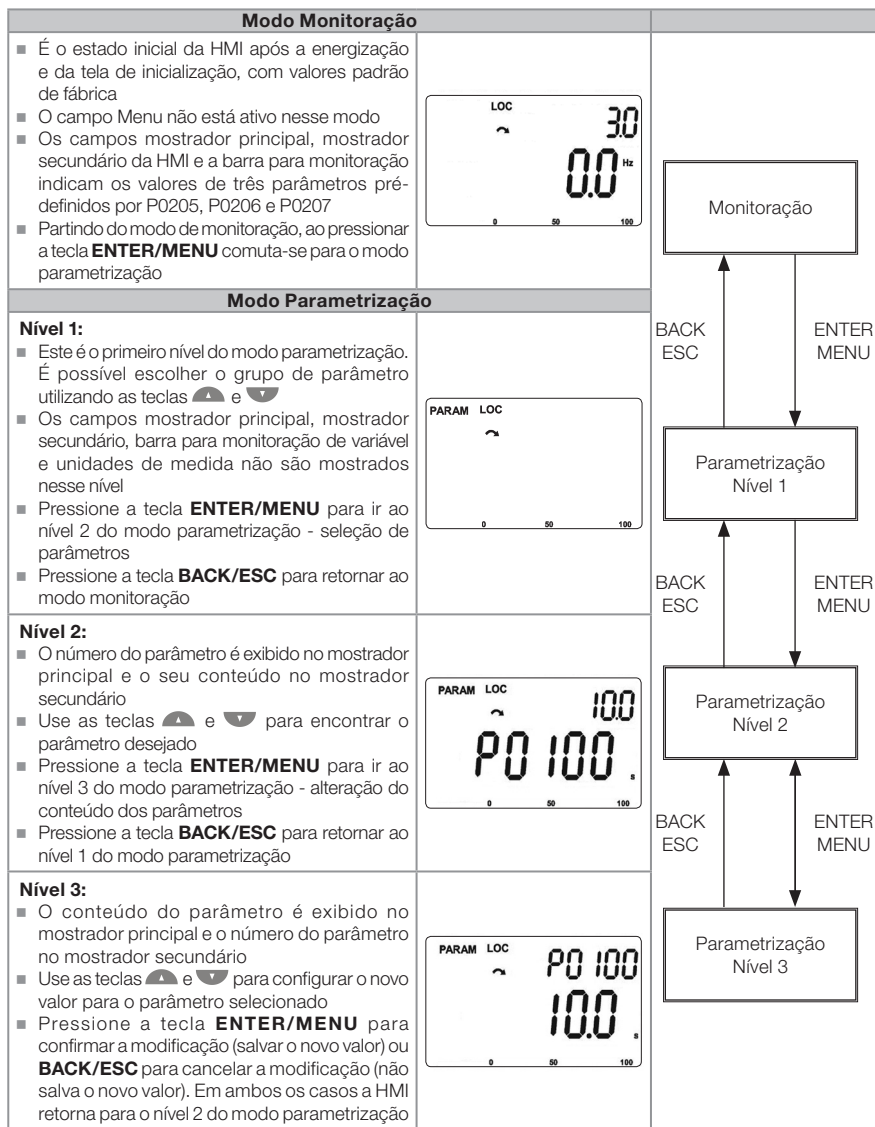 Modo Monitoração
■ É o estado inicial da HMI após a energização
e da tela de inicialização, com valores padrão
de fábrica
■ O campo Menu não está ativo nesse modo
■ Os campos mostrador principal, mostrador
secundário da HMI e a barra para monitoração
indicam os valores de três parâmetros pré-
definidos por P0205, P0206 e P0207
■ Partindo do modo de monitoração, ao pressionar
a tecla ENTER/MENU comuta-se para o modo
parametrização
LOC
3.0
0.0 Hz
0 50 100
Modo Parametrização
Nível 1:
■ Este é o primeiro nível do modo parametrização.
É possível escolher o grupo de parâmetro
utilizando as teclas e
■ Os campos mostrador principal, mostrador
secundário, barra para monitoração de variável
e unidades de medida não são mostrados
nesse nível
■ Pressione a tecla ENTER/MENU para ir ao
nível 2 do modo parametrização - seleção de
parâmetros
■ Pressione a tecla BACK/ESC para retornar ao
modo monitoração
PARAM LOC
0 50 100
Nível 2:
■ O número do parâmetro é exibido no mostrador
principal e o seu conteúdo no mostrador
secundário
■ Use as teclas e para encontrar o
parâmetro desejado
■ Pressione a tecla ENTER/MENU para ir ao
nível 3 do modo parametrização - alteração do
conteúdo dos parâmetros
■ Pressione a tecla BACK/ESC para retornar ao
nível 1 do modo parametrização
PARAM LOC
10.0
P0100 s
0 50 100
Nível 3:
■ O conteúdo do parâmetro é exibido no
mostrador principal e o número do parâmetro
no mostrador secundário
■ Use as teclas e para configurar o novo
valor para o parâmetro selecionado
■ Pressione a tecla ENTER/MENU para
confirmar a modificação (salvar o novo valor) ou
BACK/ESC para cancelar a modificação (não
salva o novo valor). Em ambos os casos a HMI
retorna para o nível 2 do modo parametrização
PARAM LOC
P0100
10.0 s
0 50 100
Monitoração
BACK
ESC
ENTER
MENU
Parametrização
Nível 1
BACK
ESC
ENTER
MENU
Parametrização
Nível 2
BACK
ESC
ENTER
MENU
Parametrização
Nível 3